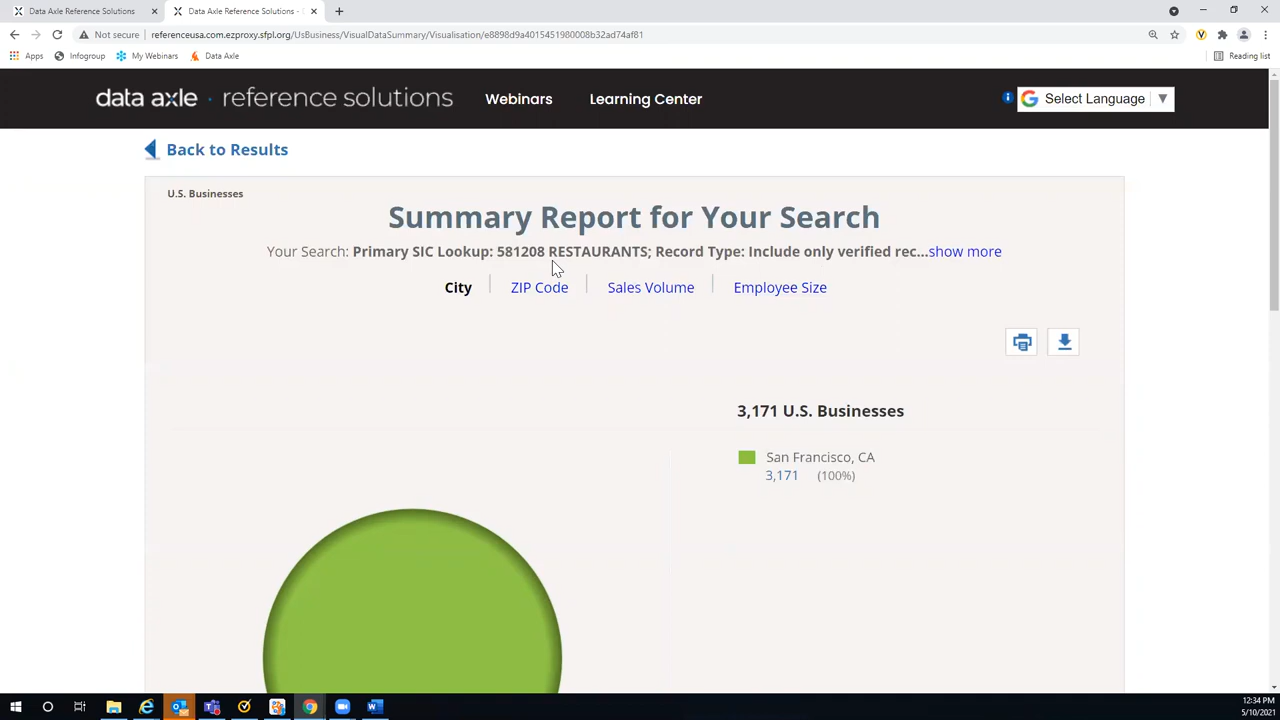 Data Axle Reference Solutions
Data Axle Reference Solutions - S
Not secure
referenceusa.com.ezproxy.sfpl.org/UsBusiness/VisualDataSummary/Visualisation/e8898d9a4015451980008b32ad74af81
Apps
Infogroup
My Webinars
Data Axle
Reading list
data axle · reference solutions
Webinars
Learning Center
Select Language
Back to Results
U.S. Businesses
Summary Report for Your Search
Your Search: Primary SIC Lookup: 581208 RESTAURANTS; Record Type: Include only verified rec...show more
City
ZIP Code
Sales Volume
Employee Size
3,171 U.S. Businesses
San Francisco, CA
3,171 (100%)
12:34 PM
5/10/2021